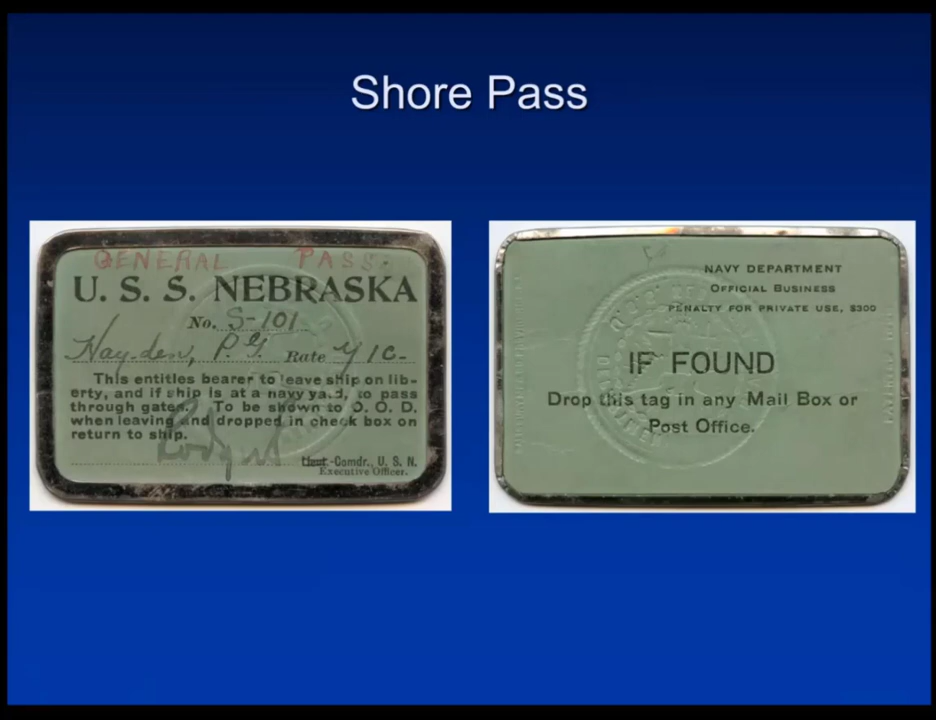 Shore Pass
GENERAL PASS.
U. S. S. NEBRASKA
No. S-101
Hayden, P. G. Rate Y1C-
This entitles bearer to leave ship on lib-
erty, and if ship is at a navy yard, to pass
through gates. To be shown to O. O. D.
when leaving and dropped in check box on
return to ship.
Lieut.-Comdr., U. S. N.
Executive Officer.
NAVY DEPARTMENT
OFFICIAL BUSINESS
PENALTY FOR PRIVATE USE, $300
IF FOUND
Drop this tag in any Mail Box or
Post Office.